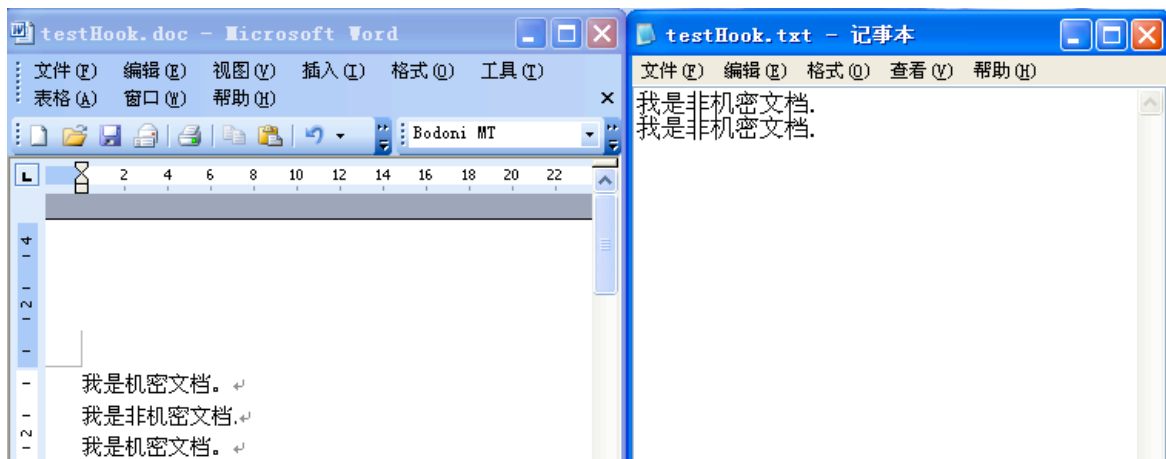 testHook.doc - Microsoft Word
文件(F) 编辑(E) 视图(V) 插入(I) 格式(O) 工具(T)
表格(A) 窗口(W) 帮助(H)
Bodoni MT
2 4 6 8 10 12 14 16 18 20 22
4
2
我是机密文档。
我是非机密文档.
2
我是机密文档。
testHook.txt - 记事本
文件(F) 编辑(E) 格式(O) 查看(V) 帮助(H)
我是非机密文档.
我是非机密文档.